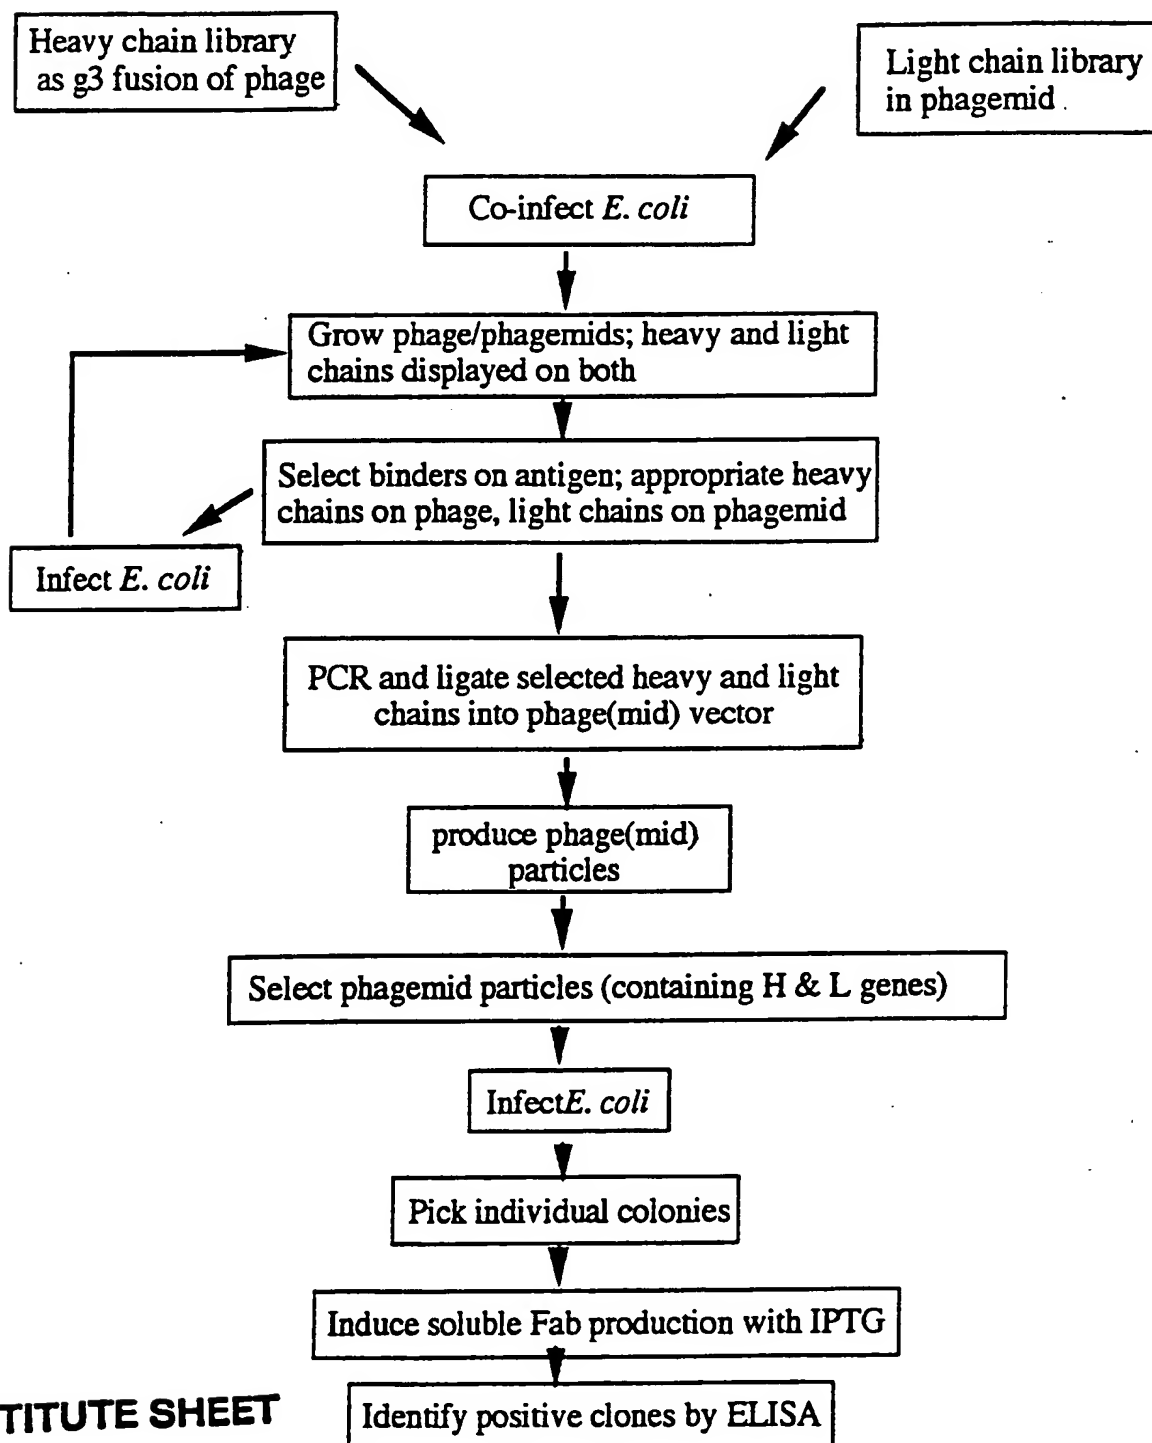 Heavy chain library
as g3 fusion of phage
Light chain library
in phagemid
Co-infect E. coli
Grow phage/phagemids; heavy and light
chains displayed on both
Select binders on antigen; appropriate heavy
chains on phage, light chains on phagemid
Infect E. coli
PCR and ligate selected heavy and light
chains into phage(mid) vector
produce phage(mid)
particles
Select phagemid particles (containing H & L genes)
InfectE. coli
Pick individual colonies
Induce soluble Fab production with IPTG
TITUTE SHEET
Identify positive clones by ELISA